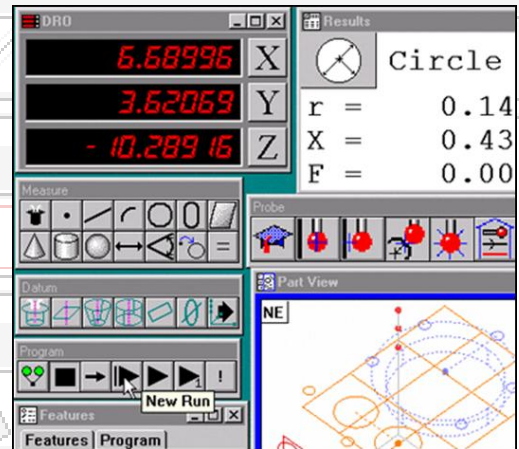 DRO
6.68996 X
3.62069 Y
- 10.28916 Z
Results
Circle
r = 0.14
X = 0.43
F = 0.00
Measure
=
Probe
Datum
Part View
NE
Program
1 !
New Run
Features
Features Program